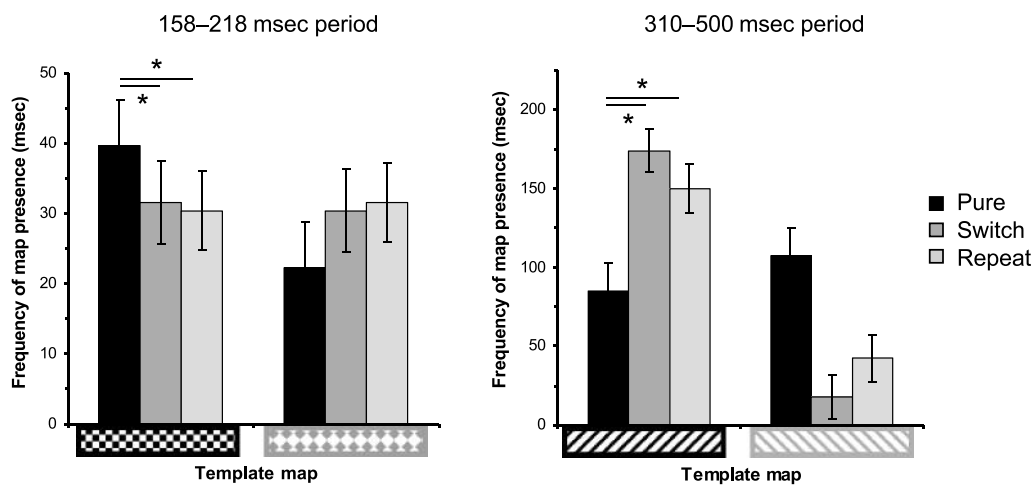 158–218 msec period
Frequency of map presence (msec)
50
40
30
20
10
0
*
*
Template map
310–500 msec period
Frequency of map presence (msec)
200
150
100
50
0
*
*
Template map
Pure
Switch
Repeat